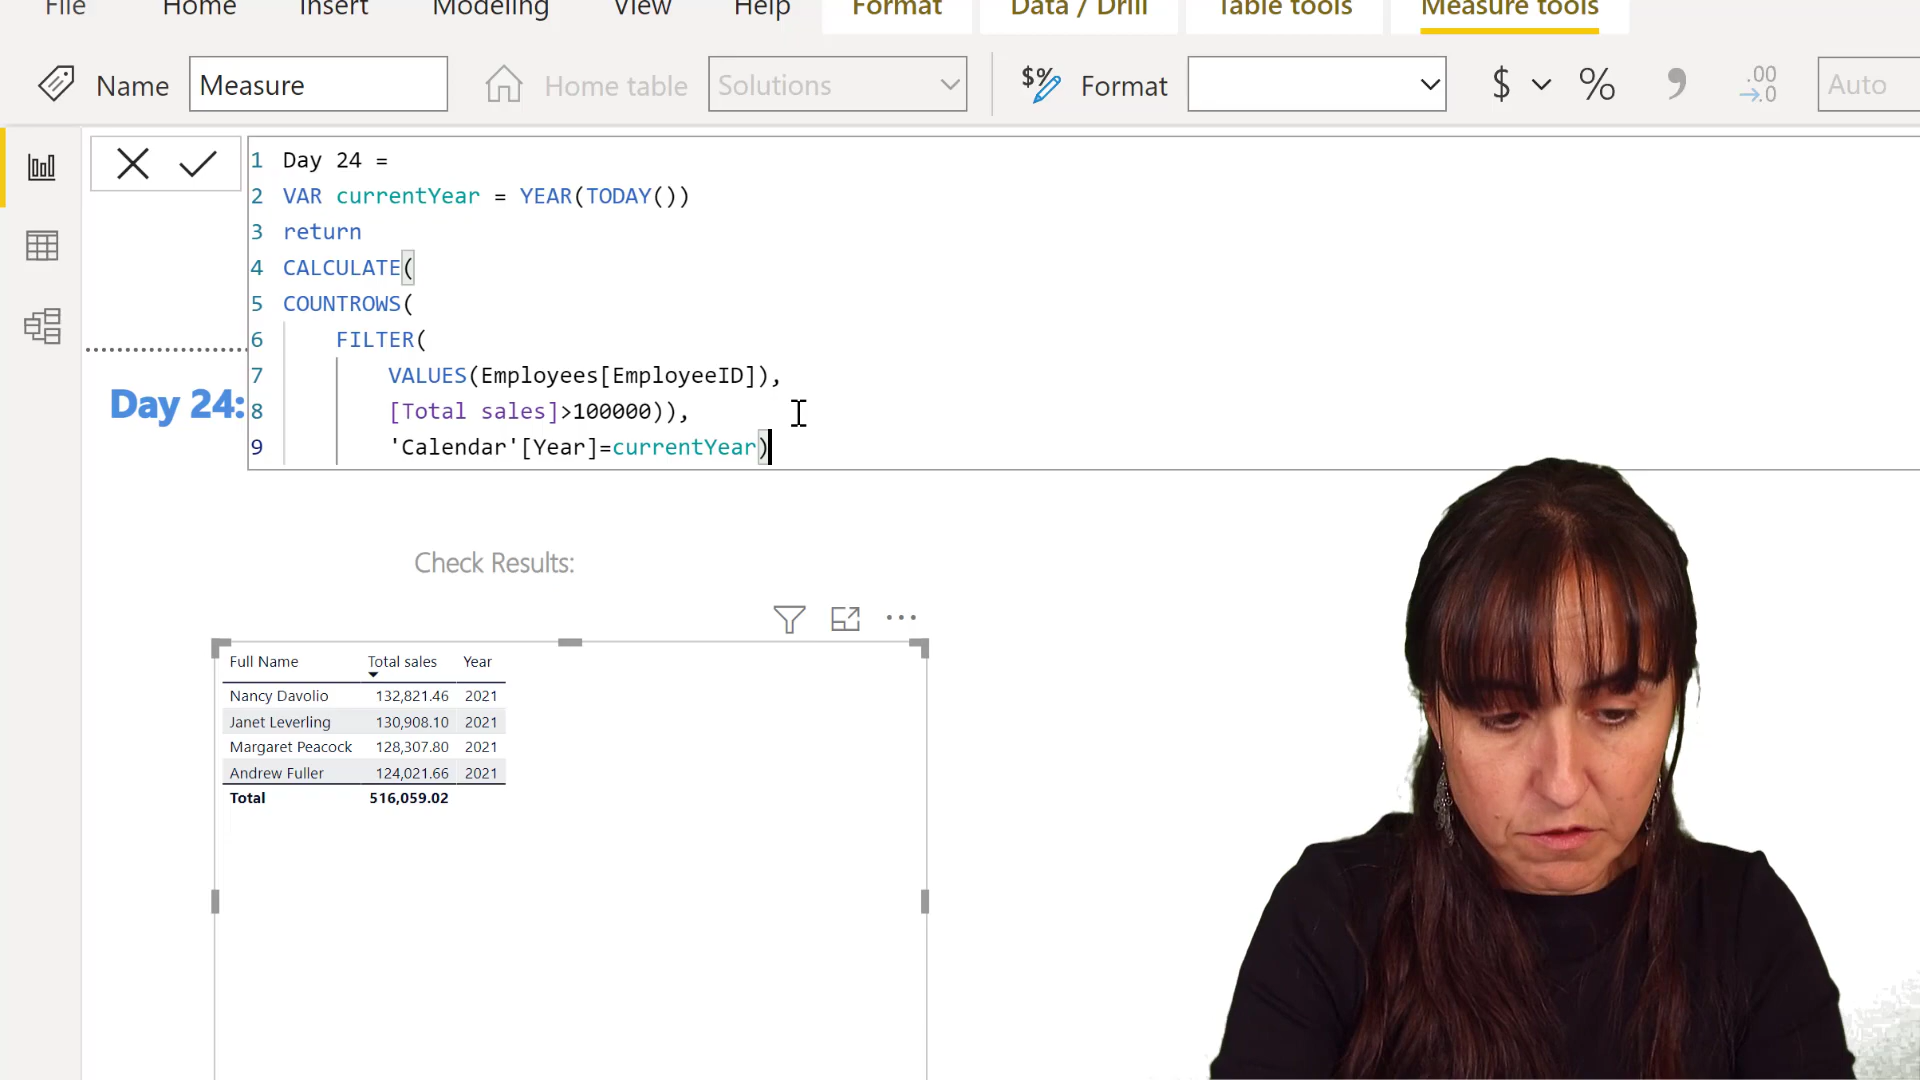 File Home Insert Modeling View Help Format Data / Drill Table tools Measure tools
Name Measure Home table Solutions $% Format $ % , .00 →.0 Auto
1 Day 24 =
2 VAR currentYear = YEAR(TODAY())
3 return
4 CALCULATE(
5 COUNTROWS(
6 FILTER(
7 VALUES(Employees[EmployeeID]),
8 [Total sales]>100000)),
9 'Calendar'[Year]=currentYear)
Day 24:
Check Results:
Full Name Total sales Year
Nancy Davolio 132,821.46 2021
Janet Leverling 130,908.10 2021
Margaret Peacock 128,307.80 2021
Andrew Fuller 124,021.66 2021
Total 516,059.02